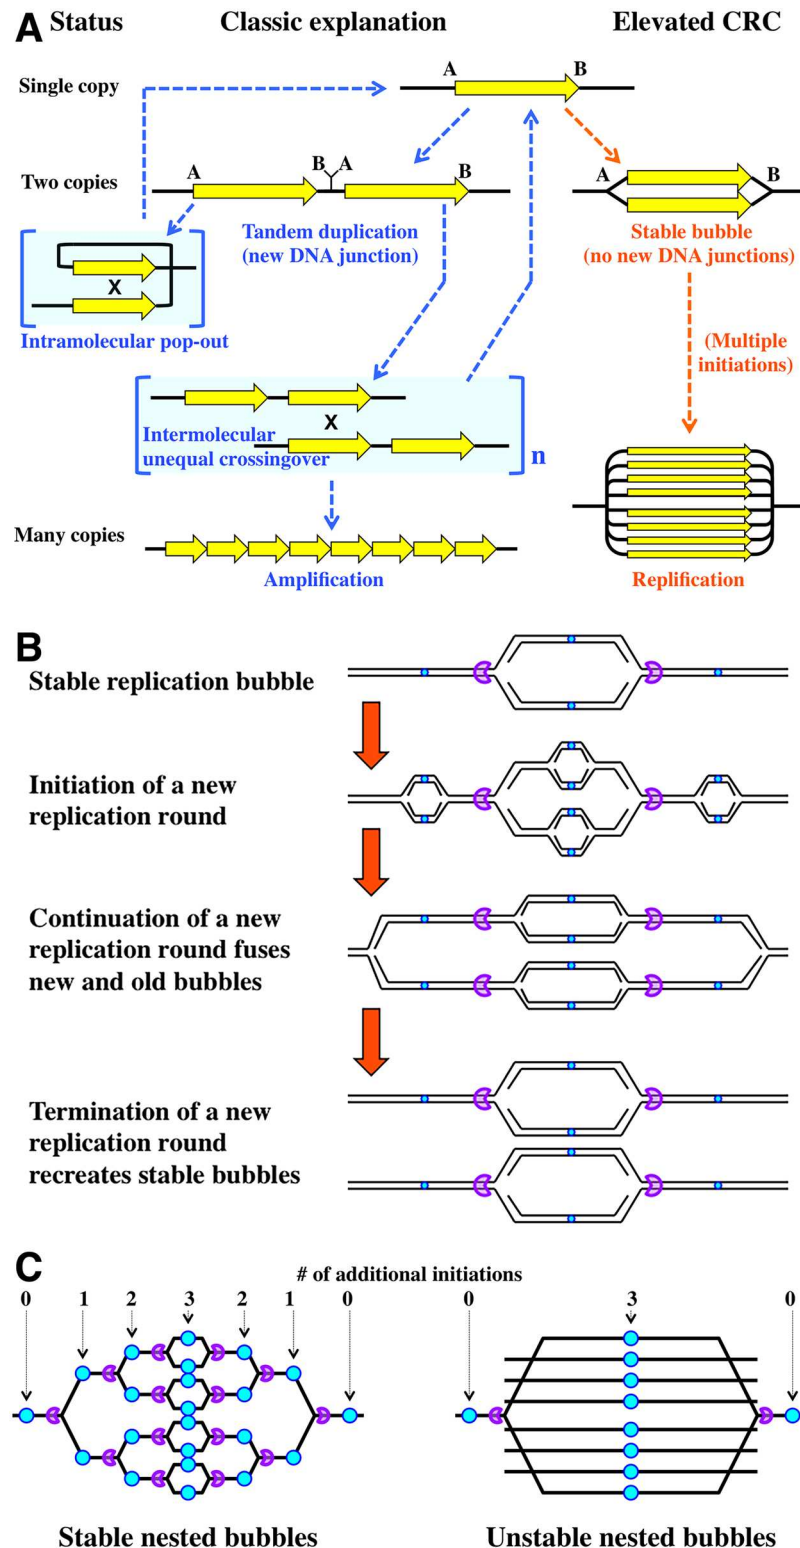 A
Status
Classic explanation
Elevated CRC
Single copy
A
B
Two copies
A
B
A
B
A
B
Tandem duplication
(new DNA junction)
Stable bubble
(no new DNA junctions)
X
Intramolecular pop-out
(Multiple
initiations)
X
Intermolecular
unequal crossingover
n
Many copies
Amplification
Replification
B
Stable replication bubble
Initiation of a new
replication round
Continuation of a new
replication round fuses
new and old bubbles
Termination of a new
replication round
recreates stable bubbles
C
# of additional initiations
0
1
2
3
2
1
0
0
3
0
Stable nested bubbles
Unstable nested bubbles